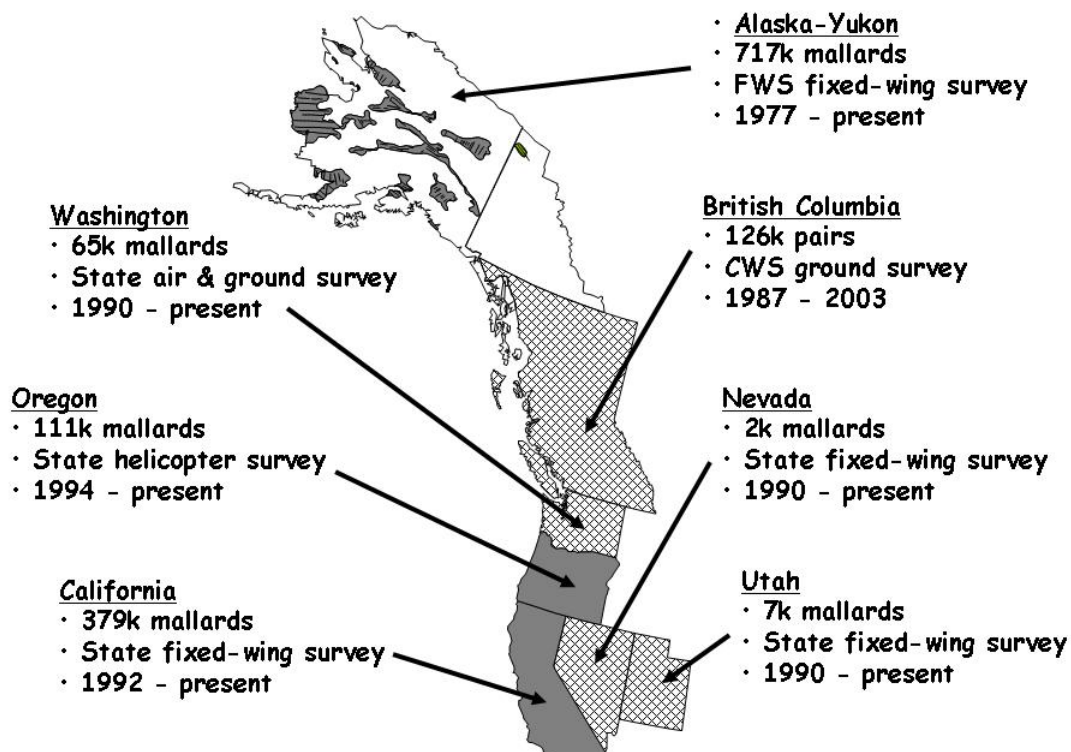 · Alaska-Yukon
· 717k mallards
· FWS fixed-wing survey
· 1977 - present
Washington
· 65k mallards
· State air & ground survey
· 1990 - present
British Columbia
· 126k pairs
· CWS ground survey
· 1987 - 2003
Oregon
· 111k mallards
· State helicopter survey
· 1994 - present
Nevada
· 2k mallards
· State fixed-wing survey
· 1990 - present
California
· 379k mallards
· State fixed-wing survey
· 1992 - present
Utah
· 7k mallards
· State fixed-wing survey
· 1990 - present